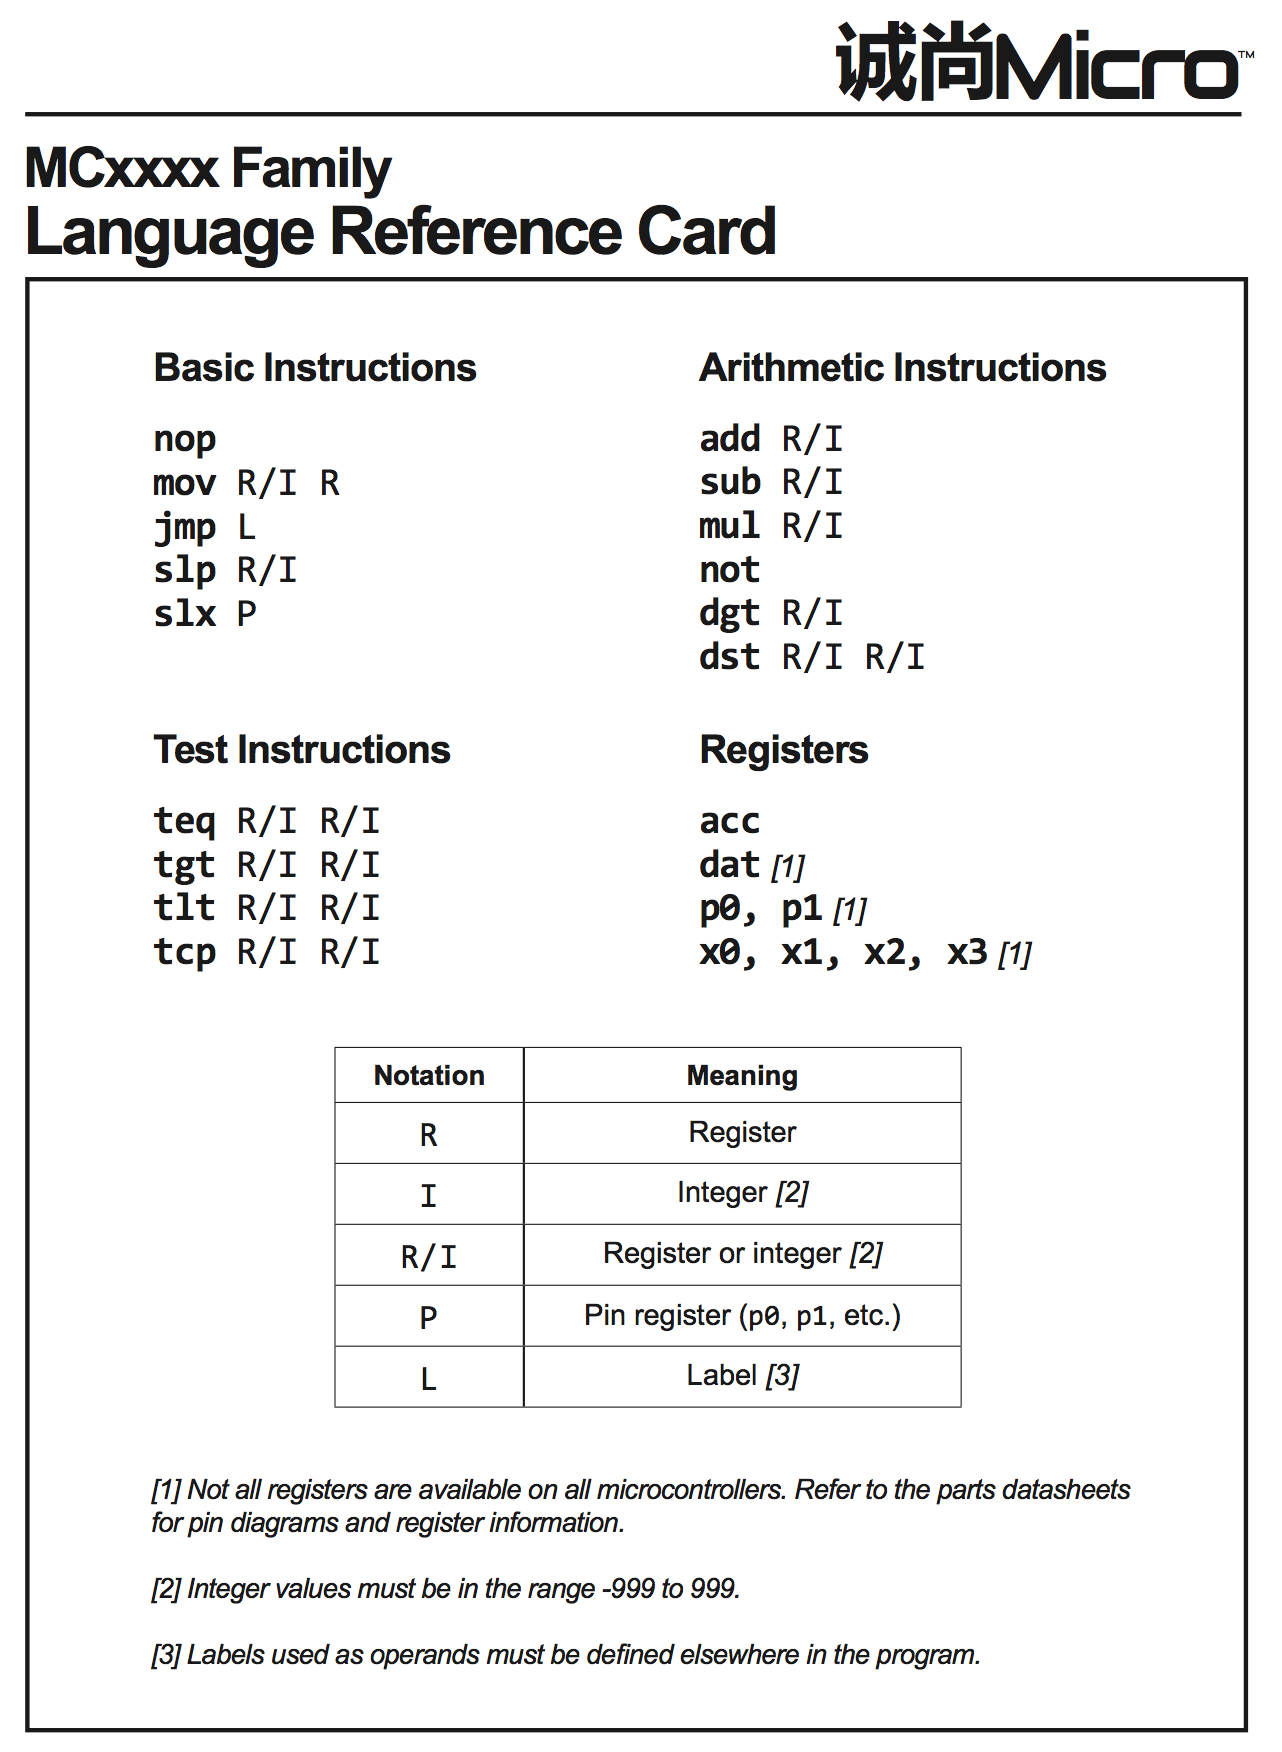 诚尚Micro™
MCxxxx Family
Language Reference Card
Basic Instructions
nop
mov R/I R
jmp L
slp R/I
slx P
Arithmetic Instructions
add R/I
sub R/I
mul R/I
not
dgt R/I
dst R/I R/I
Test Instructions
teq R/I R/I
tgt R/I R/I
tlt R/I R/I
tcp R/I R/I
Registers
acc
dat [1]
p0, p1 [1]
x0, x1, x2, x3 [1]
Notation Meaning
R Register
I Integer [2]
R/I Register or integer [2]
P Pin register (p0, p1, etc.)
L Label [3]
[1] Not all registers are available on all microcontrollers. Refer to the parts datasheets
for pin diagrams and register information.
[2] Integer values must be in the range -999 to 999.
[3] Labels used as operands must be defined elsewhere in the program.